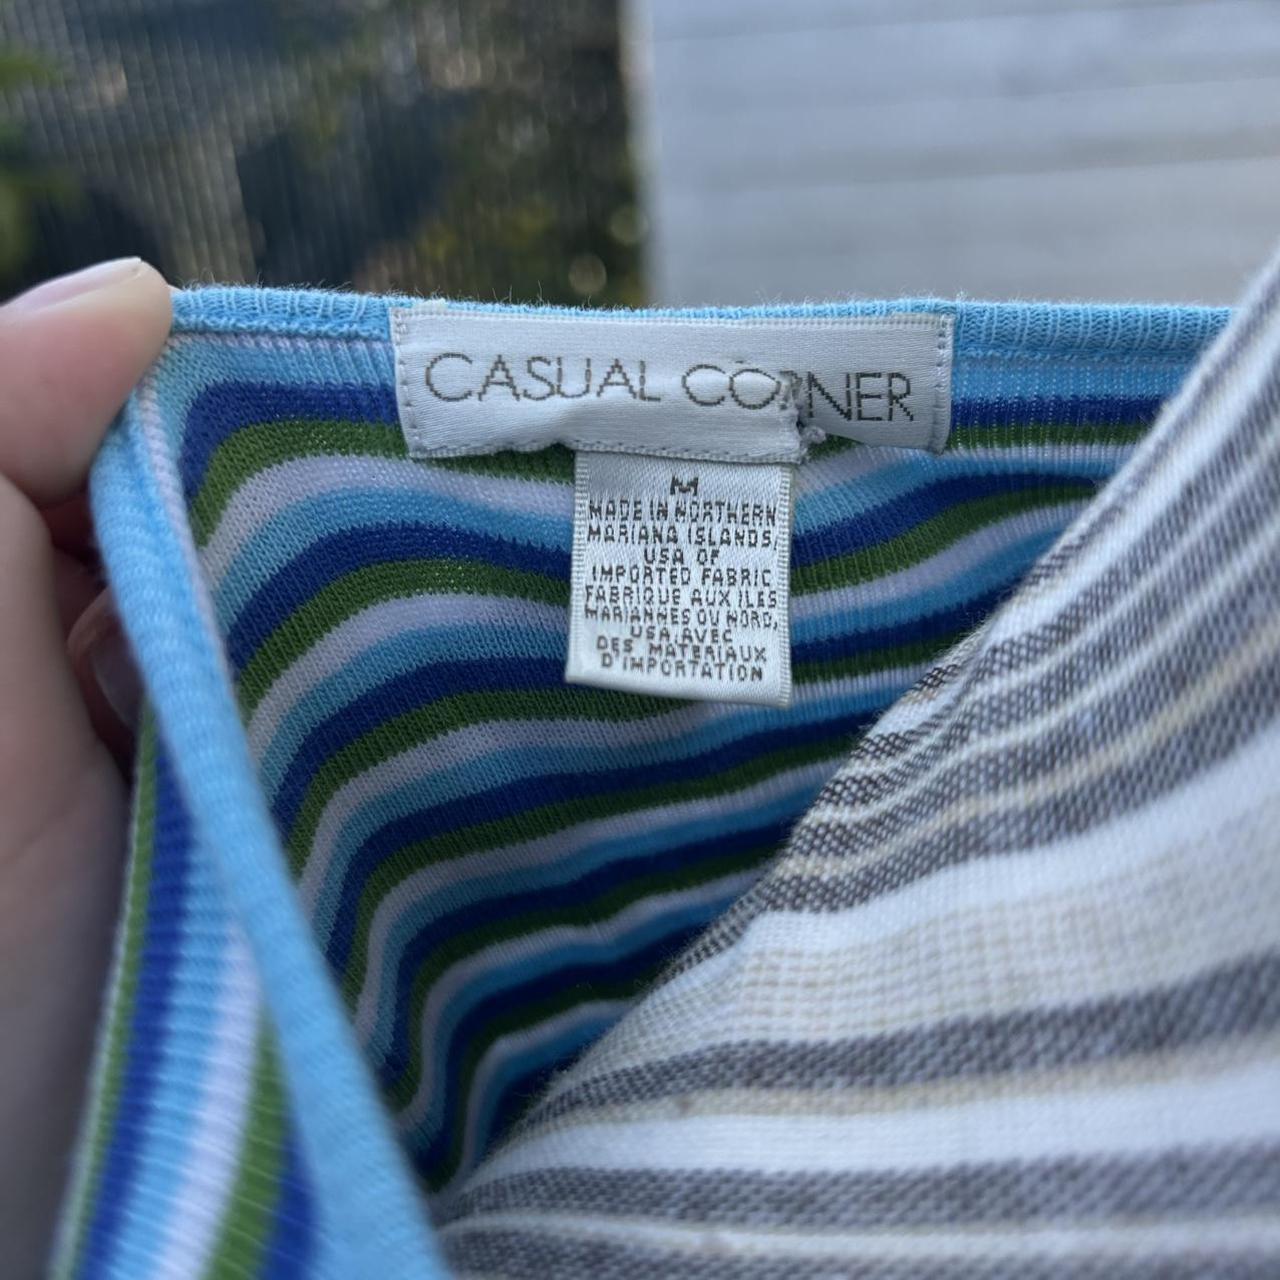 CASUAL CORNER
M
MADE IN NORTHERN
MARIANA ISLANDS,
USA OF
IMPORTED FABRIC
FABRIQUE AUX ILES
MARIANNES OU NORD,
USA AVEC
DES MATERIAUX
D'IMPORTATION